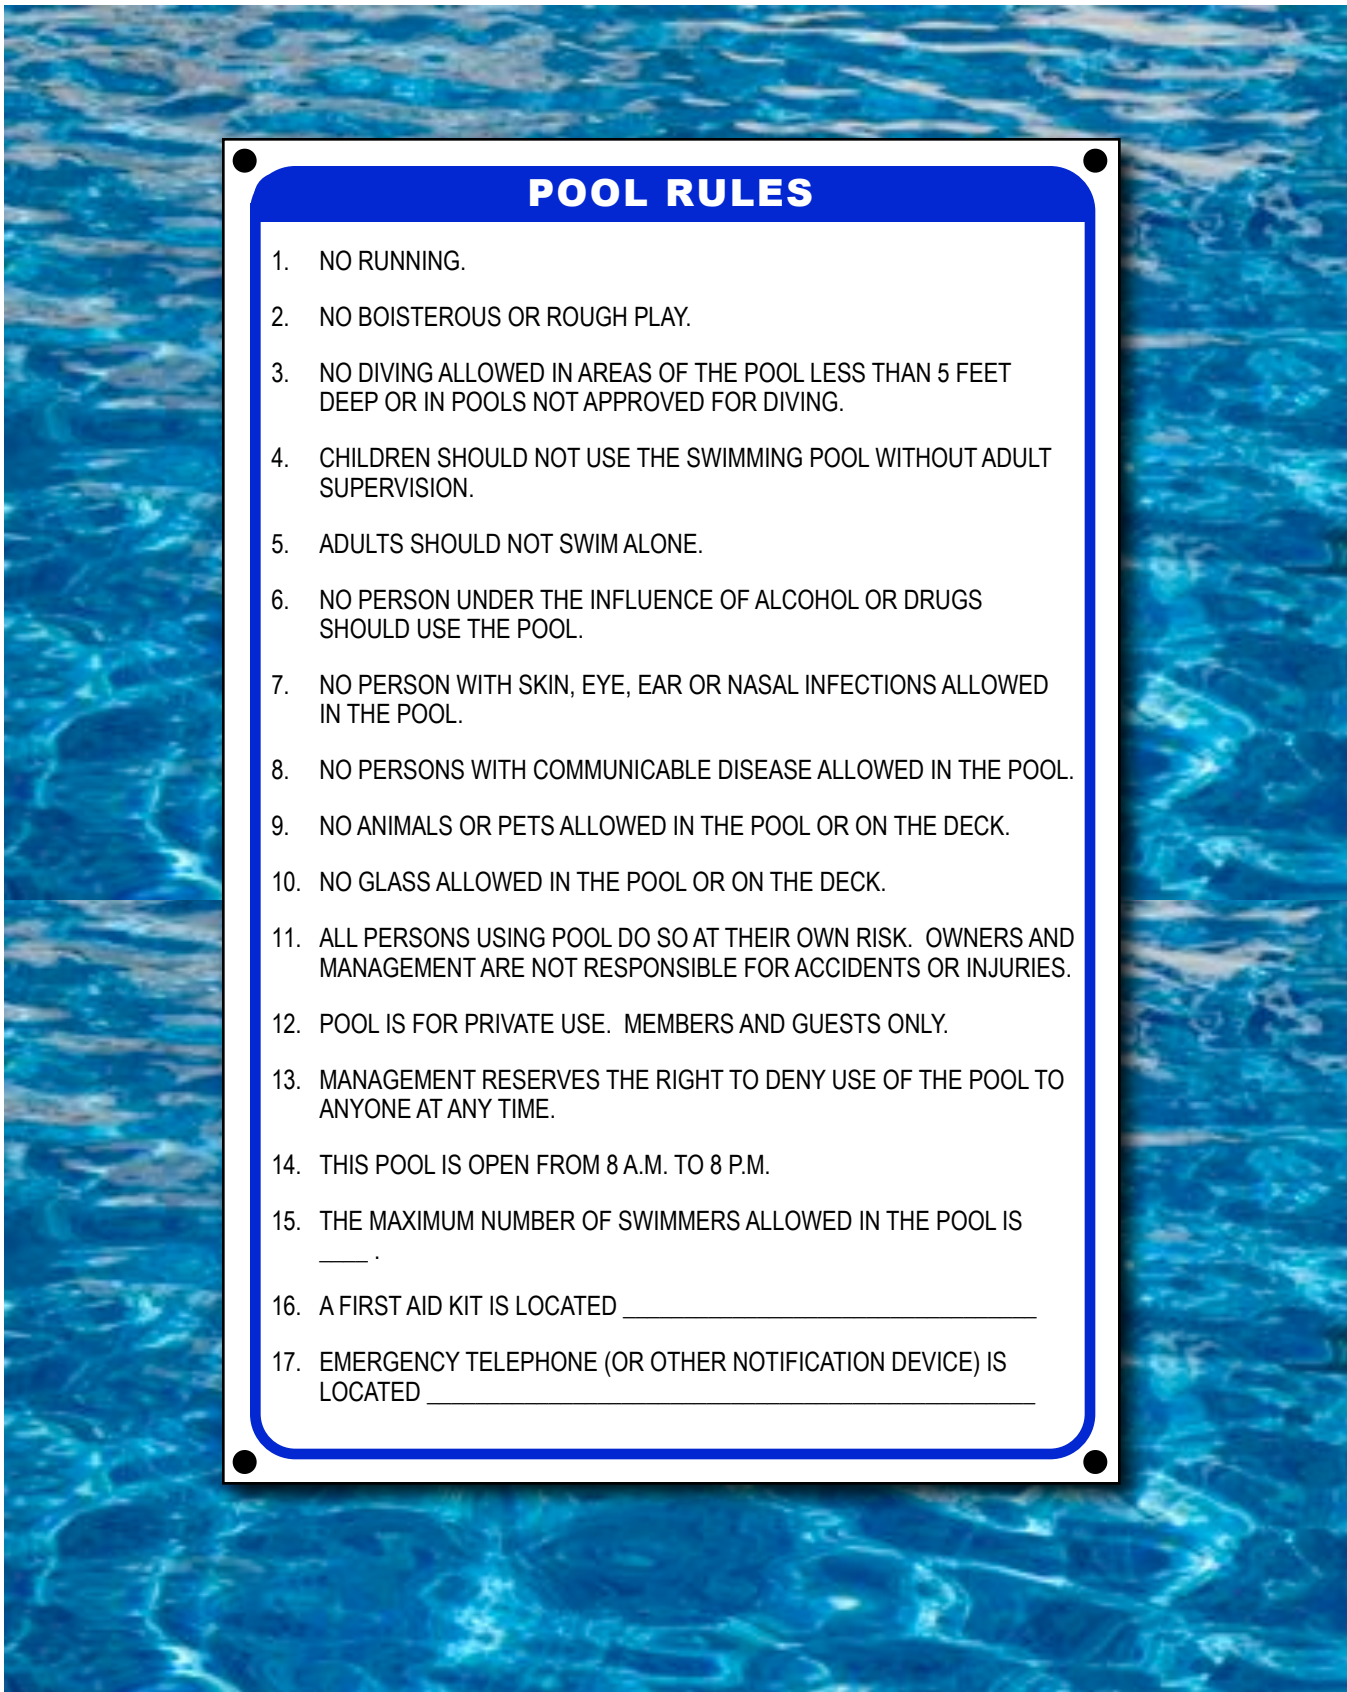 POOL RULES
1. NO RUNNING.
2. NO BOISTEROUS OR ROUGH PLAY.
3. NO DIVING ALLOWED IN AREAS OF THE POOL LESS THAN 5 FEET
DEEP OR IN POOLS NOT APPROVED FOR DIVING.
4. CHILDREN SHOULD NOT USE THE SWIMMING POOL WITHOUT ADULT
SUPERVISION.
5. ADULTS SHOULD NOT SWIM ALONE.
6. NO PERSON UNDER THE INFLUENCE OF ALCOHOL OR DRUGS
SHOULD USE THE POOL.
7. NO PERSON WITH SKIN, EYE, EAR OR NASAL INFECTIONS ALLOWED
IN THE POOL.
8. NO PERSONS WITH COMMUNICABLE DISEASE ALLOWED IN THE POOL.
9. NO ANIMALS OR PETS ALLOWED IN THE POOL OR ON THE DECK.
10. NO GLASS ALLOWED IN THE POOL OR ON THE DECK.
11. ALL PERSONS USING POOL DO SO AT THEIR OWN RISK. OWNERS AND
MANAGEMENT ARE NOT RESPONSIBLE FOR ACCIDENTS OR INJURIES.
12. POOL IS FOR PRIVATE USE. MEMBERS AND GUESTS ONLY.
13. MANAGEMENT RESERVES THE RIGHT TO DENY USE OF THE POOL TO
ANYONE AT ANY TIME.
14. THIS POOL IS OPEN FROM 8 A.M. TO 8 P.M.
15. THE MAXIMUM NUMBER OF SWIMMERS ALLOWED IN THE POOL IS
____ .
16. A FIRST AID KIT IS LOCATED __________________________________
17. EMERGENCY TELEPHONE (OR OTHER NOTIFICATION DEVICE) IS
LOCATED __________________________________________________